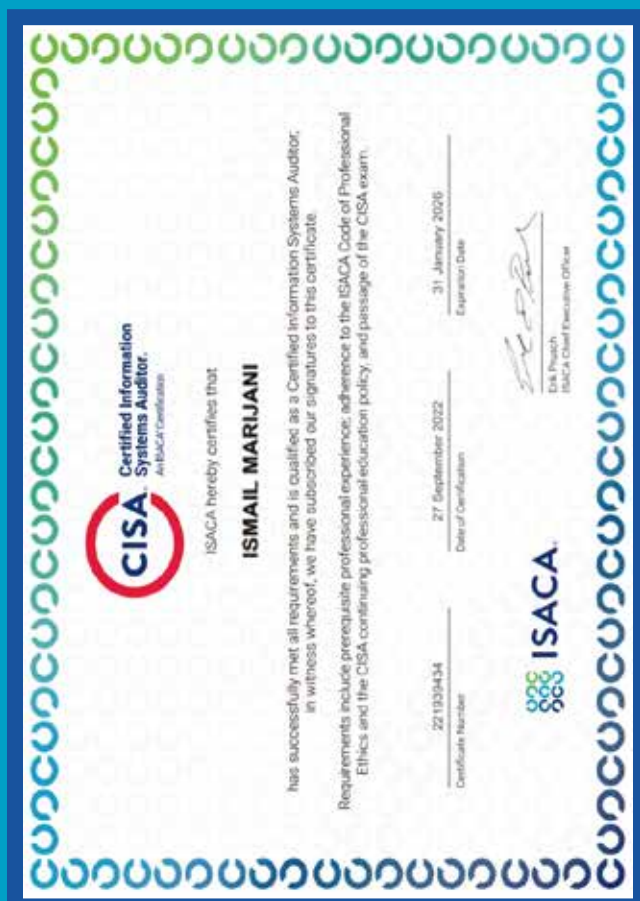 CISA. Certified Information
Systems Auditor.
An ISACA® Certification
ISACA hereby certifies that
ISMAIL MARIJANI
has successfully met all requirements and is qualified as a Certified Information Systems Auditor;
in witness whereof, we have subscribed our signatures to this certificate.
Requirements include prerequisite professional experience; adherence to the ISACA Code of Professional
Ethics and the CISA continuing professional education policy, and passage of the CISA exam.
221939434
Certificate Number
27 September 2022
Date of Certification
31 January 2026
Expiration Date
ISACA.
Erik Prusch
ISACA Chief Executive Officer